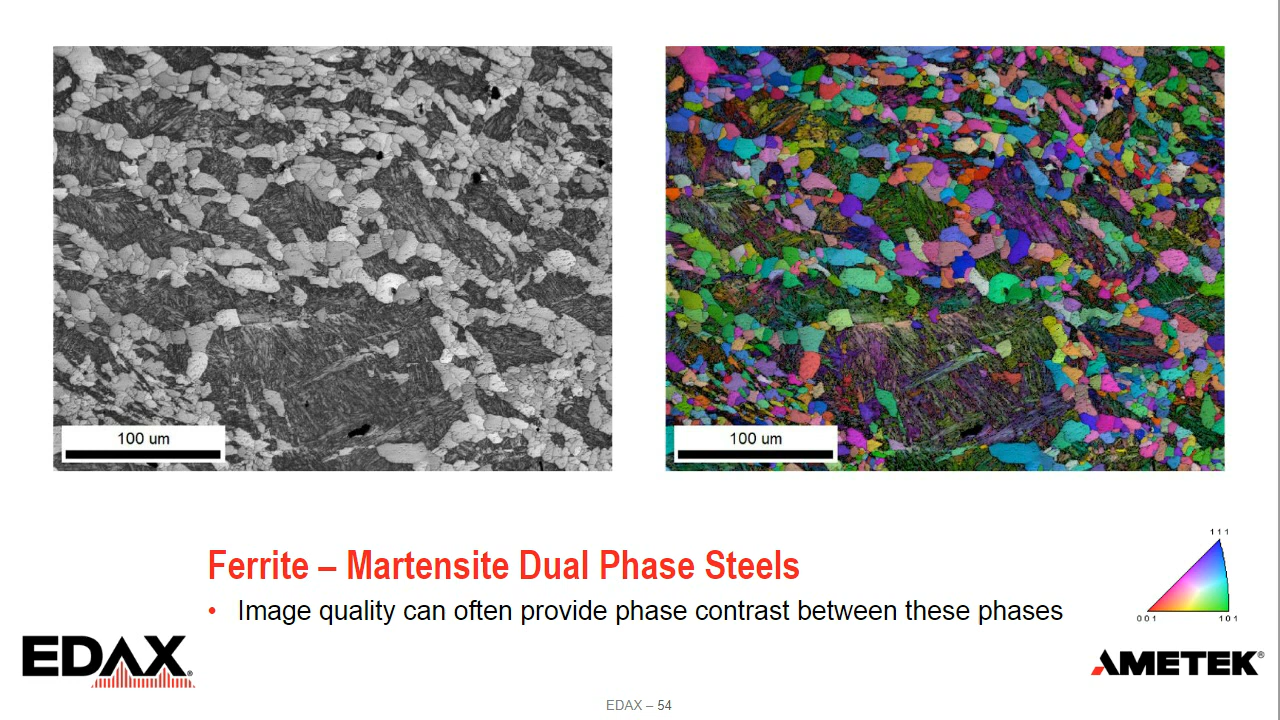 100 um
100 um
111
001
101
Ferrite – Martensite Dual Phase Steels
• Image quality can often provide phase contrast between these phases
EDAX®
AMETEK®
EDAX – 54